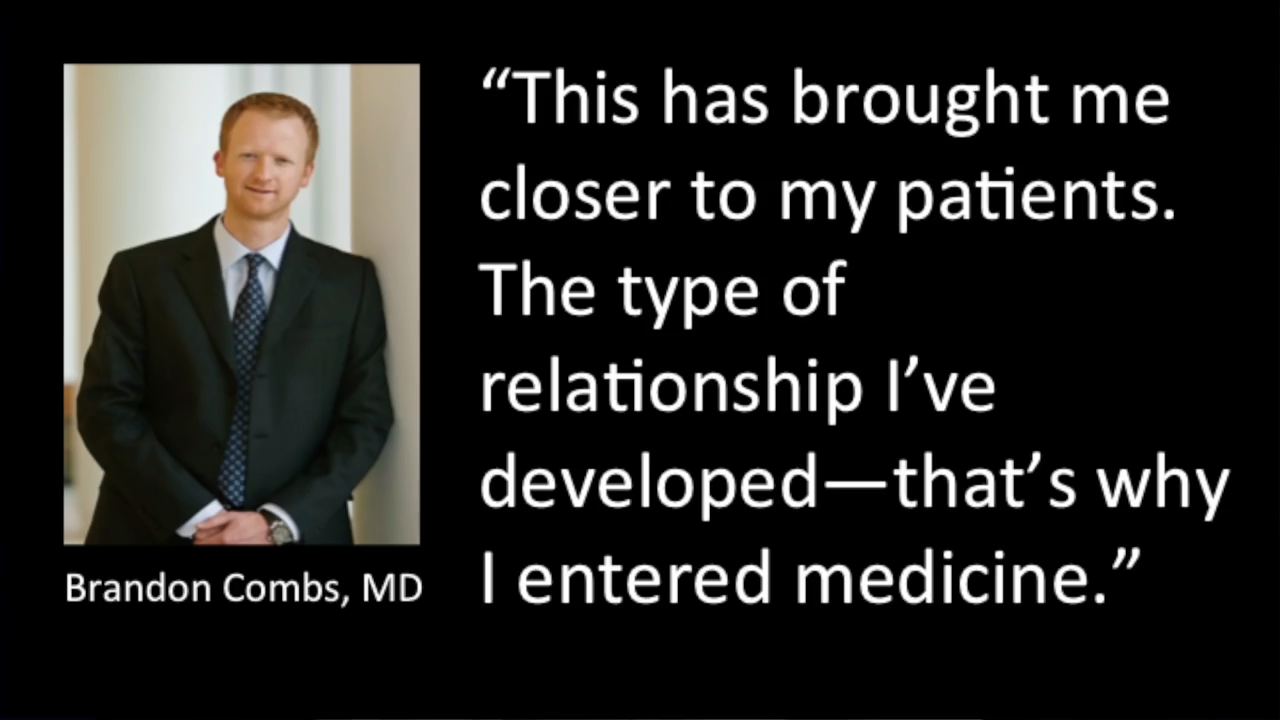 “This has brought me
closer to my patients.
The type of
relationship I’ve
developed—that’s why
I entered medicine.”
Brandon Combs, MD